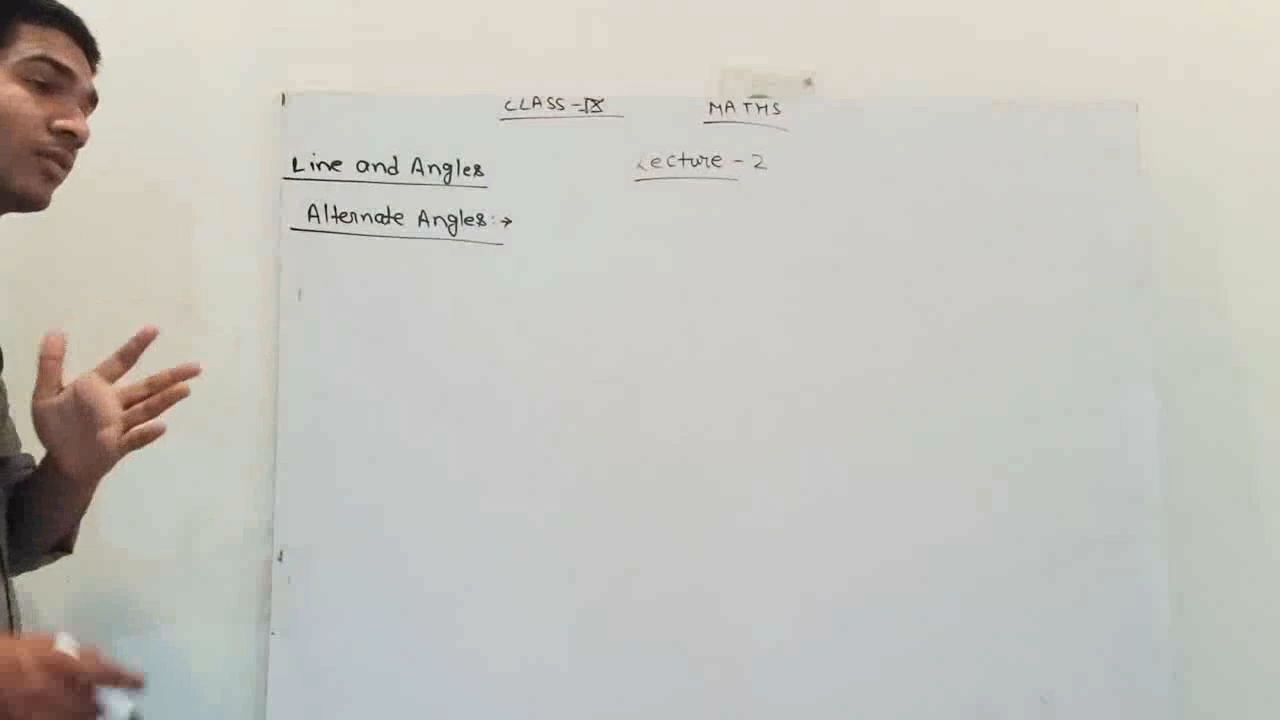 CLASS-IX MATHS
Line and Angles Lecture - 2
Alternate Angles:→